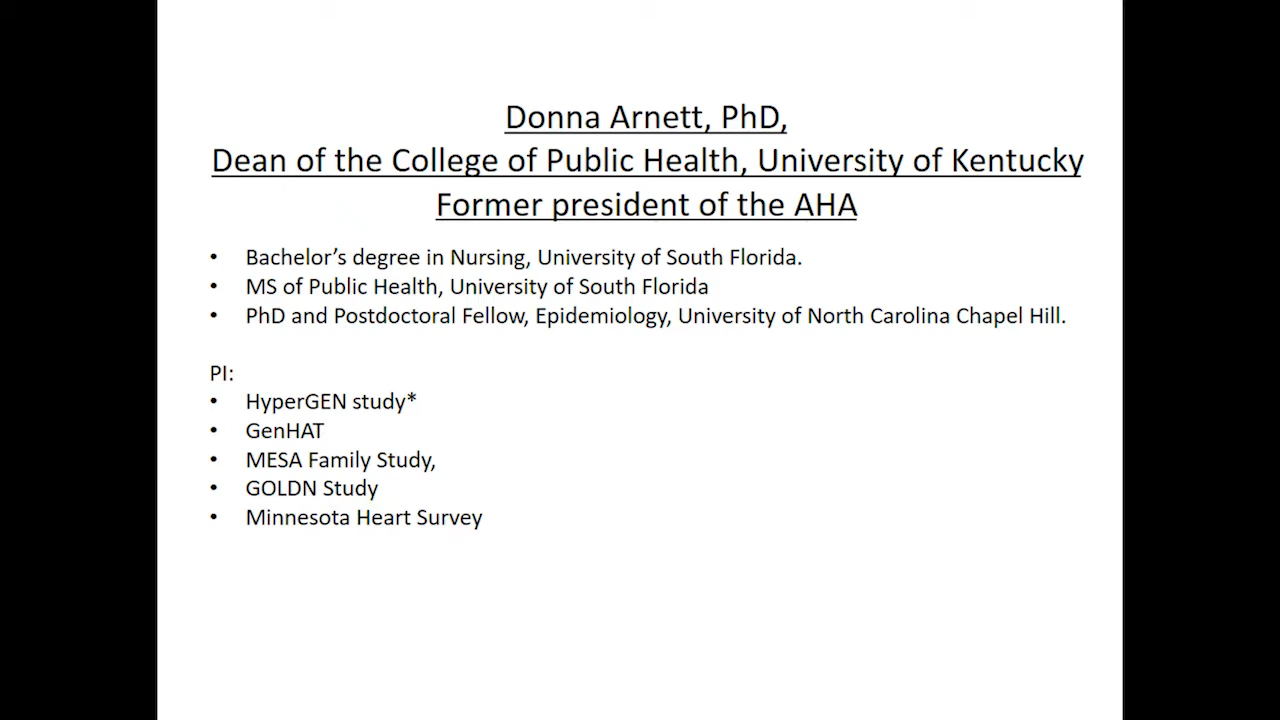 Donna Arnett, PhD,
Dean of the College of Public Health, University of Kentucky
Former president of the AHA
• Bachelor’s degree in Nursing, University of South Florida.
• MS of Public Health, University of South Florida
• PhD and Postdoctoral Fellow, Epidemiology, University of North Carolina Chapel Hill.
PI:
• HyperGEN study*
• GenHAT
• MESA Family Study,
• GOLDN Study
• Minnesota Heart Survey